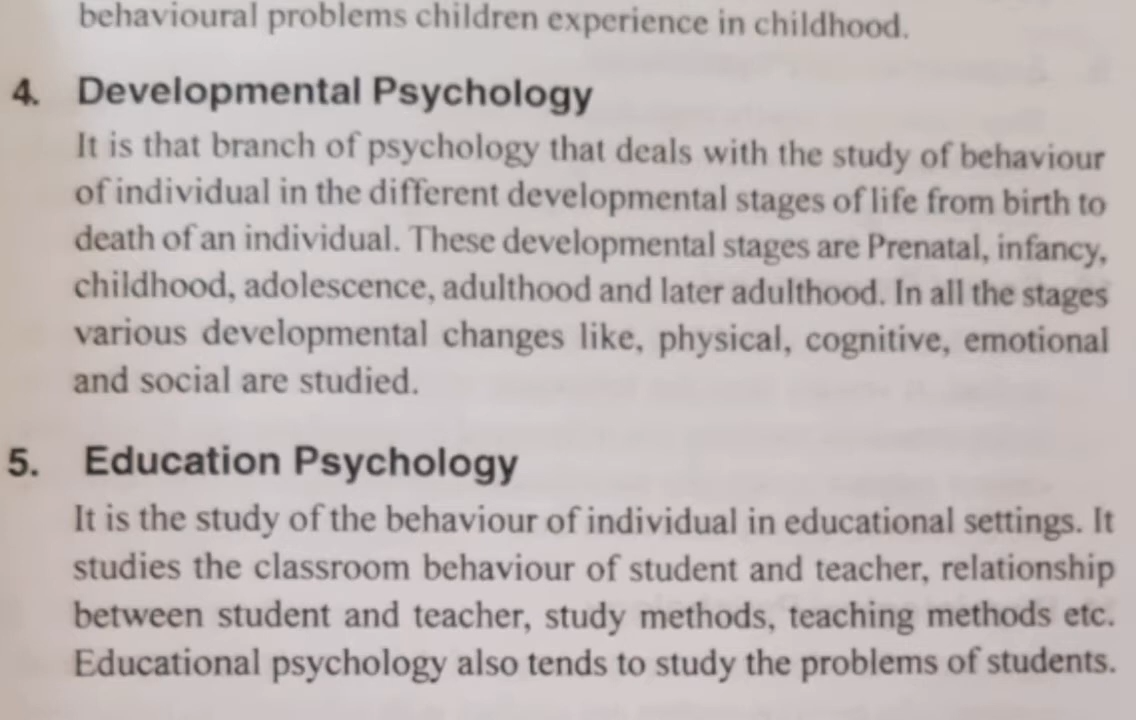 behavioural problems children experience in childhood.
4. Developmental Psychology
It is that branch of psychology that deals with the study of behaviour
of individual in the different developmental stages of life from birth to
death of an individual. These developmental stages are Prenatal, infancy,
childhood, adolescence, adulthood and later adulthood. In all the stages
various developmental changes like, physical, cognitive, emotional
and social are studied.
5. Education Psychology
It is the study of the behaviour of individual in educational settings. It
studies the classroom behaviour of student and teacher, relationship
between student and teacher, study methods, teaching methods etc.
Educational psychology also tends to study the problems of students.